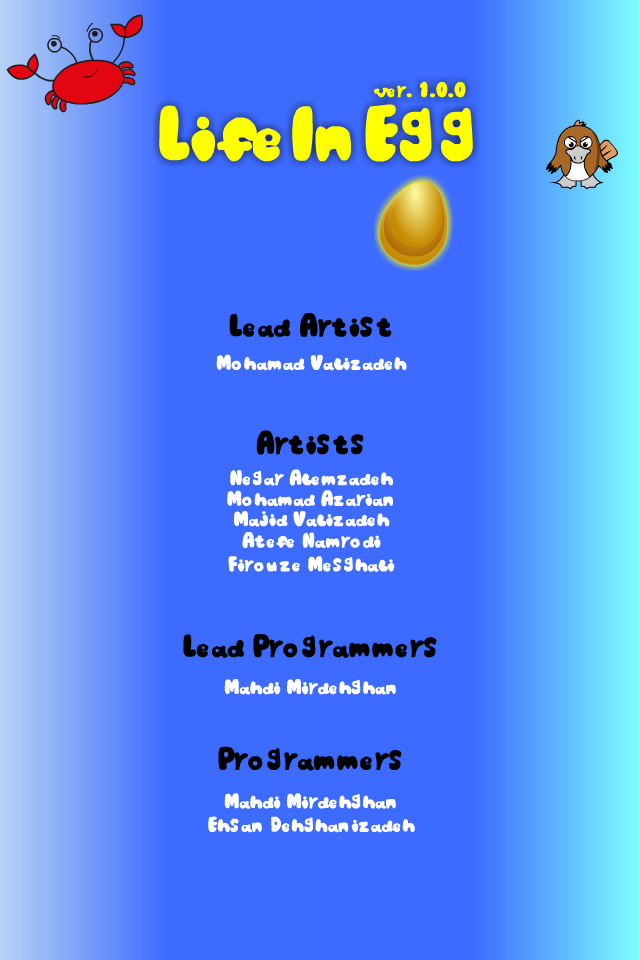 ver. 1.0.0
Life In Egg
Lead Artist
Mohamad Valizadeh
Artists
Negar Alemzadeh
Mohamad Azarian
Majid Valizadeh
Atefe Namrodi
Firouze Mesghali
Lead Programmers
Mahdi Mirdehghan
Programmers
Mahdi Mirdehghan
Ehsan Dehghanizadeh